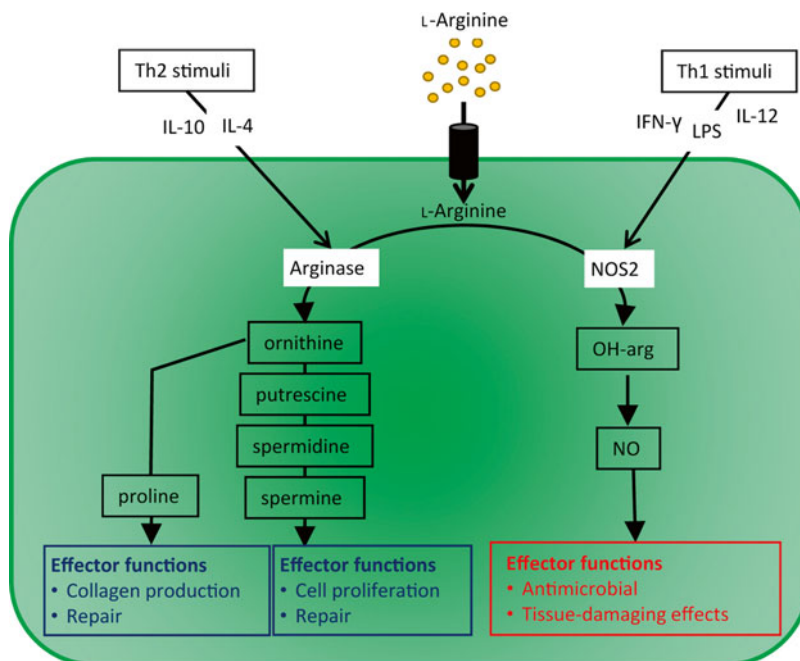 L-Arginine
Th2 stimuli
Th1 stimuli
IL-10
IL-4
IFN-γ
LPS
IL-12
L-Arginine
Arginase
NOS2
ornithine
OH-arg
putrescine
spermidine
NO
proline
spermine
Effector functions
• Collagen production
• Repair
Effector functions
• Cell proliferation
• Repair
Effector functions
• Antimicrobial
• Tissue-damaging effects